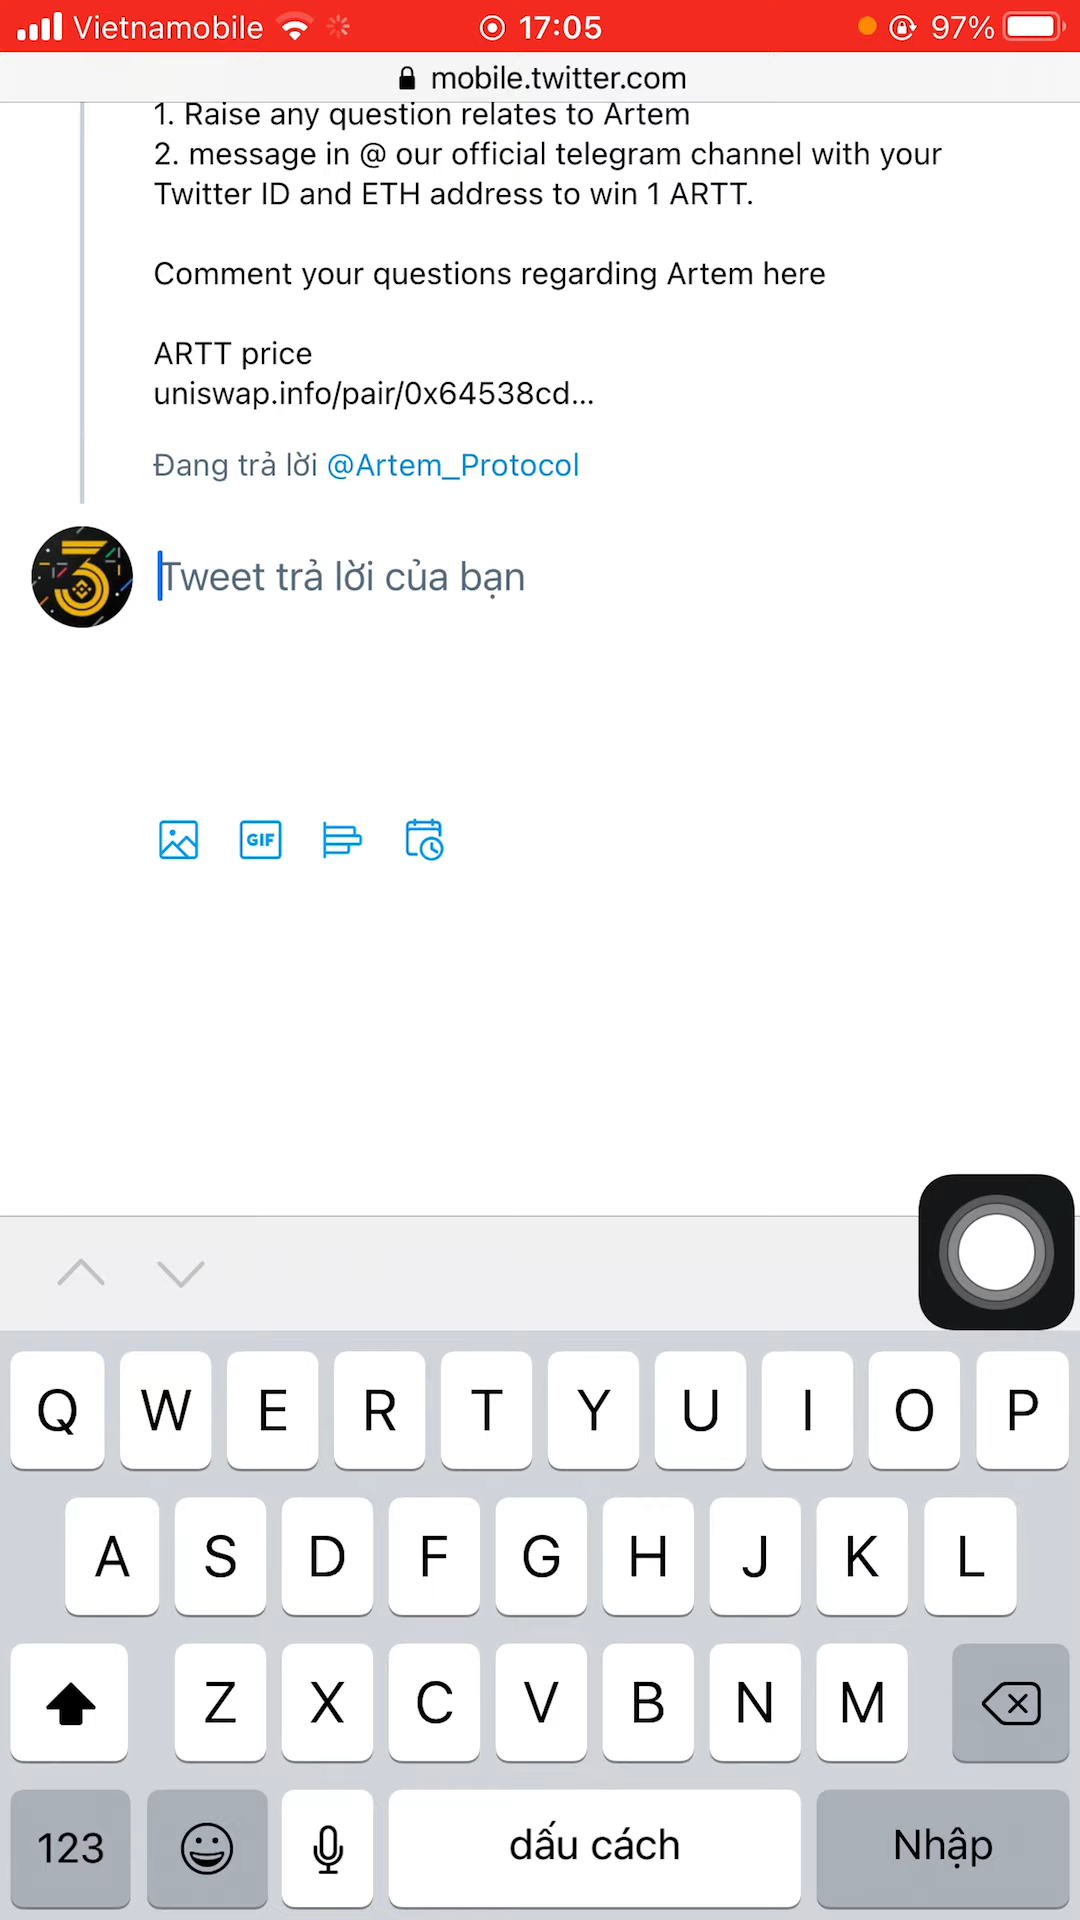 Vietnamobile 17:05 97%
mobile.twitter.com
1. Raise any question relates to Artem
2. message in @ our official telegram channel with your
Twitter ID and ETH address to win 1 ARTT.
Comment your questions regarding Artem here
ARTT price
uniswap.info/pair/0x64538cd...
Đang trả lời @Artem_Protocol
3
Tweet trả lời của bạn
GIF
Q W E R T Y U I O P
A S D F G H J K L
Z X C V B N M
123 dấu cách Nhập